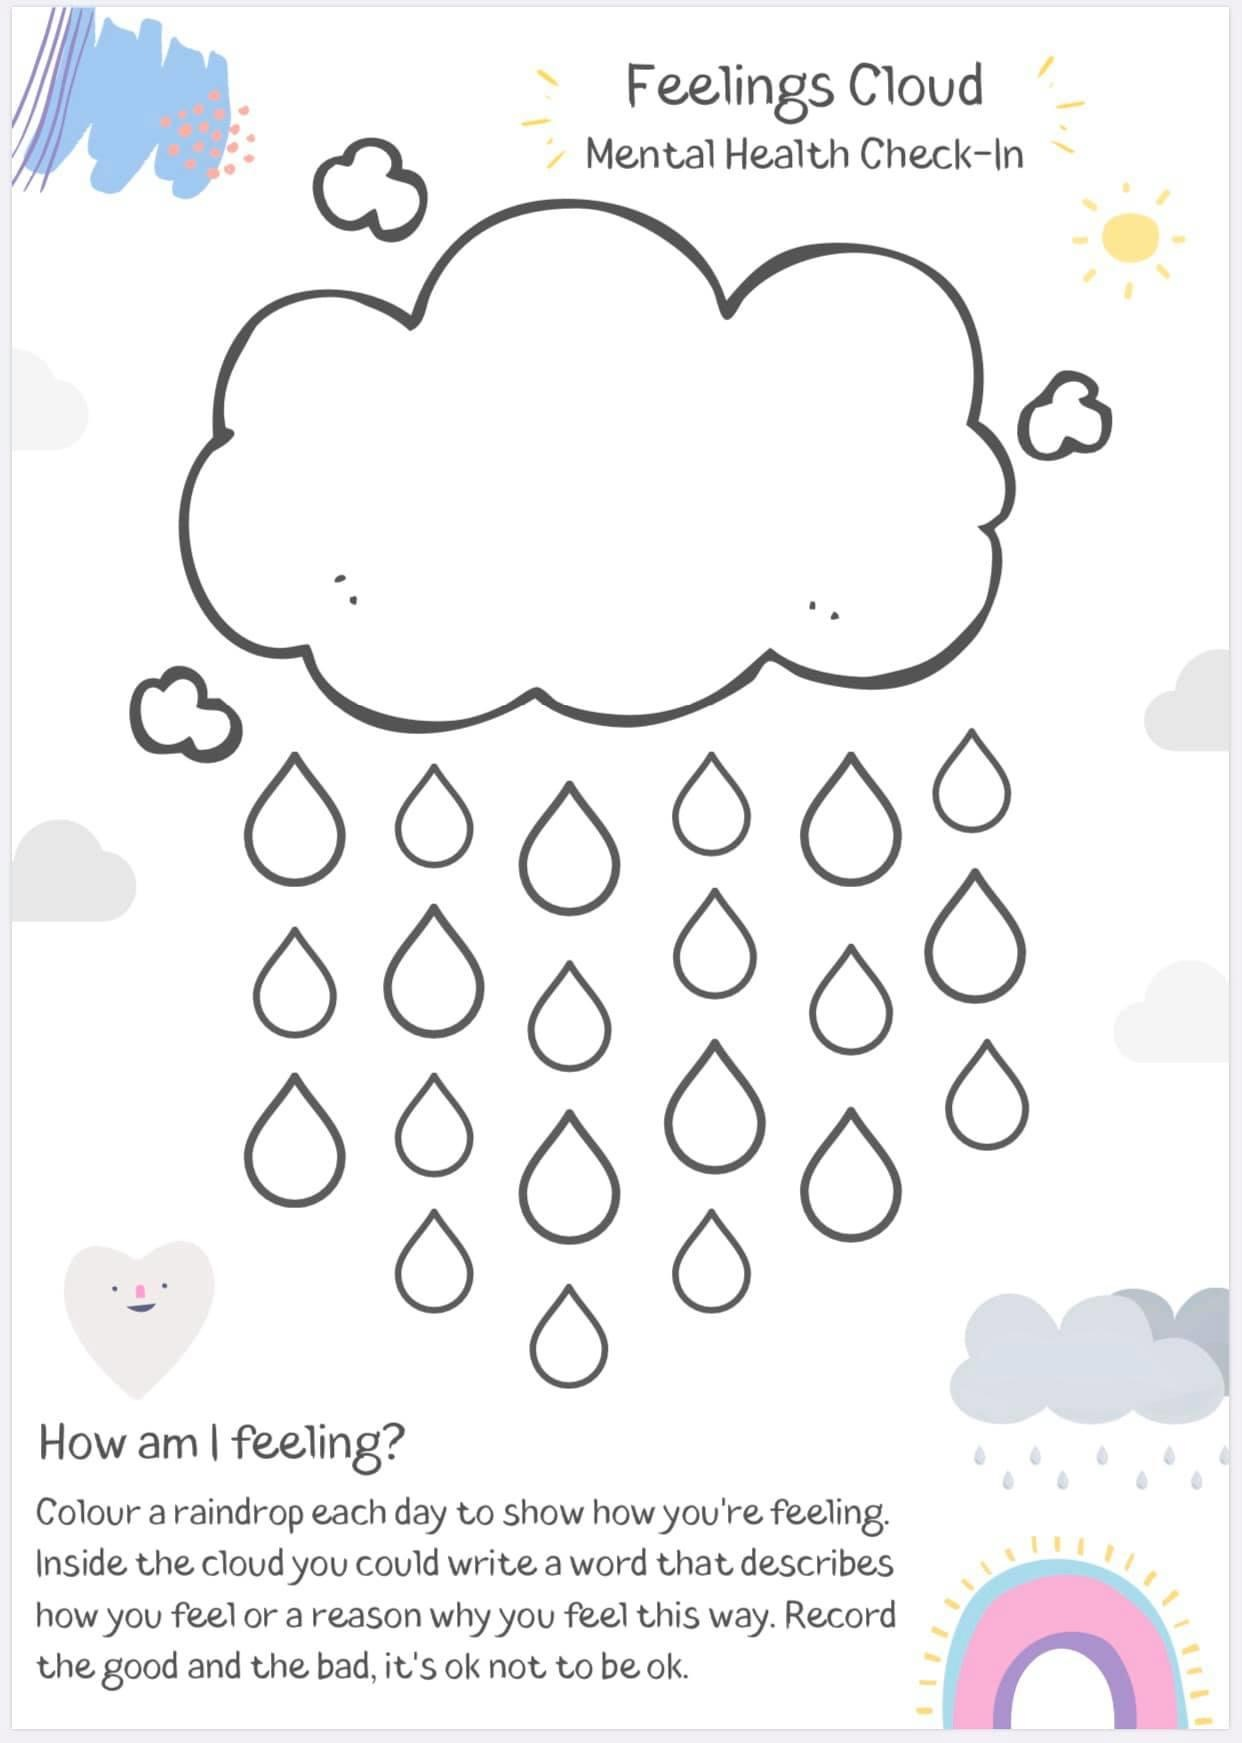 Feelings Cloud
Mental Health Check-In
How am I feeling?
Colour a raindrop each day to show how you're feeling.
Inside the cloud you could write a word that describes
how you feel or a reason why you feel this way. Record
the good and the bad, it's ok not to be ok.